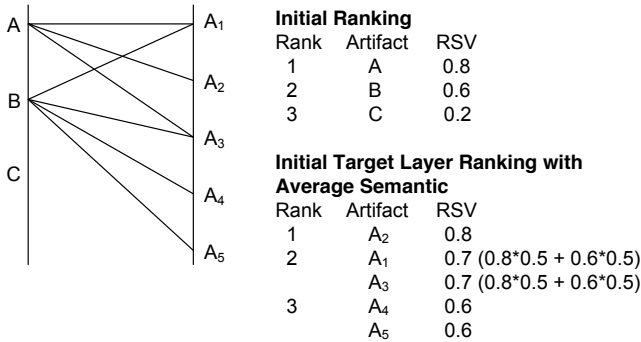 A
B
C
A₁
A₂
A₃
A₄
A₅
Initial Ranking
Rank Artifact RSV
1 A 0.8
2 B 0.6
3 C 0.2
Initial Target Layer Ranking with
Average Semantic
Rank Artifact RSV
1 A₂ 0.8
2 A₁ 0.7 (0.8*0.5 + 0.6*0.5)
A₃ 0.7 (0.8*0.5 + 0.6*0.5)
3 A₄ 0.6
A₅ 0.6